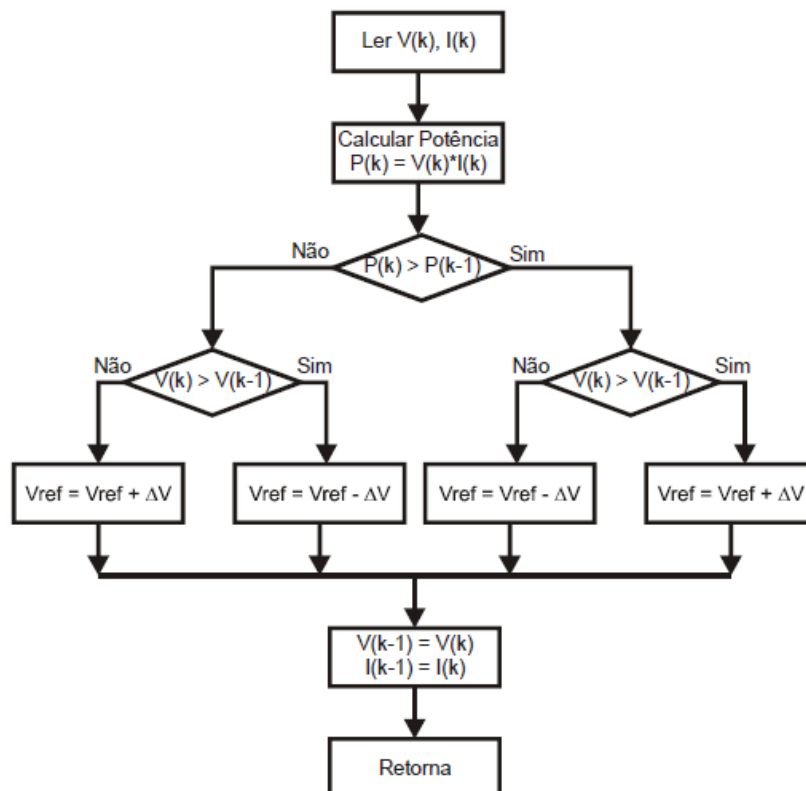 Ler V(k), I(k)
Calcular Potência
P(k) = V(k)*I(k)
Não
P(k) > P(k-1)
Sim
Não
V(k) > V(k-1)
Sim
Não
V(k) > V(k-1)
Sim
Vref = Vref + ΔV
Vref = Vref - ΔV
Vref = Vref - ΔV
Vref = Vref + ΔV
V(k-1) = V(k)
I(k-1) = I(k)
Retorna